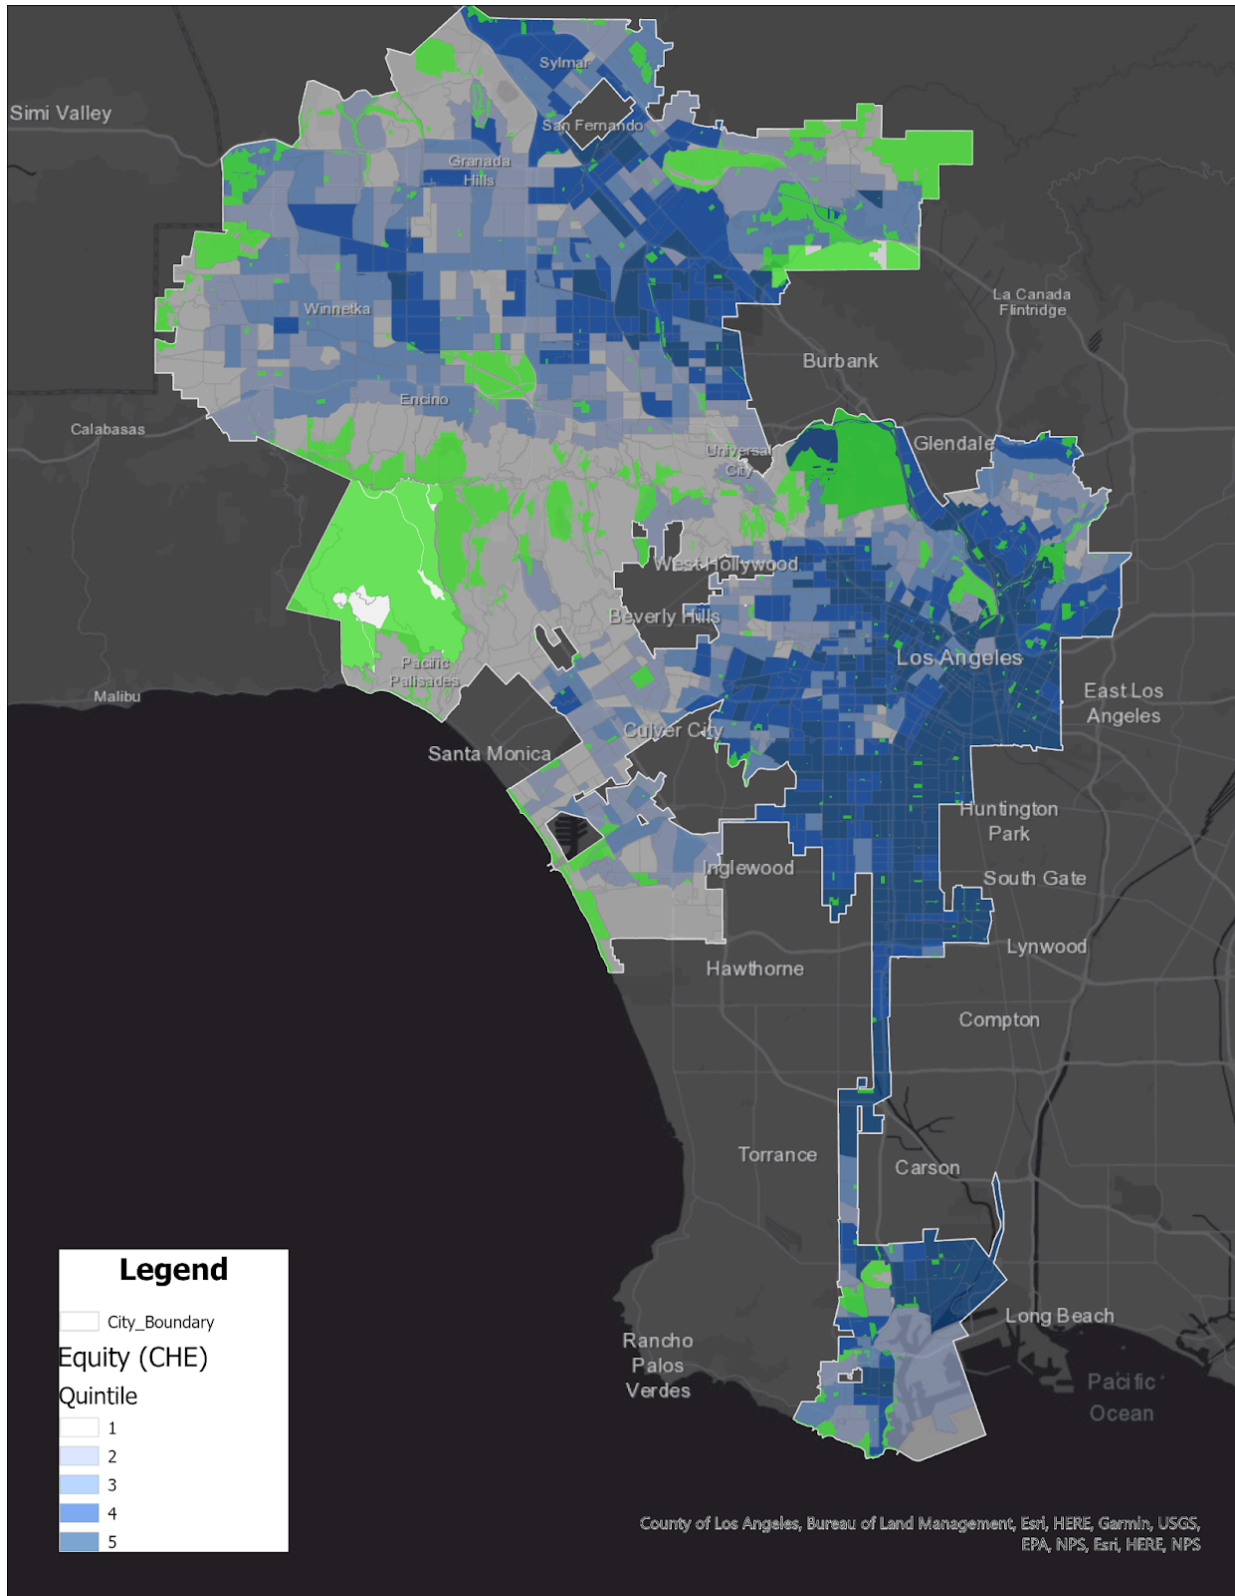 Sylmar
Simi Valley
San Fernando
Granada
Hills
La Canada
Flintridge
Winnetka
Burbank
Encino
Calabasas
Glendale
Universal
City
West Hollywood
Beverly Hills
Los Angeles
Pacific
Palisades
Malibu
East Los
Angeles
Culver City
Santa Monica
Huntington
Park
Inglewood
South Gate
Lynwood
Hawthorne
Compton
Torrance
Carson
Long Beach
Rancho
Palos
Verdes
Pacific
Ocean
Legend
City_Boundary
Equity (CHE)
Quintile
1
2
3
4
5
County of Los Angeles, Bureau of Land Management, Esri, HERE, Garmin, USGS,
EPA, NPS, Esri, HERE, NPS